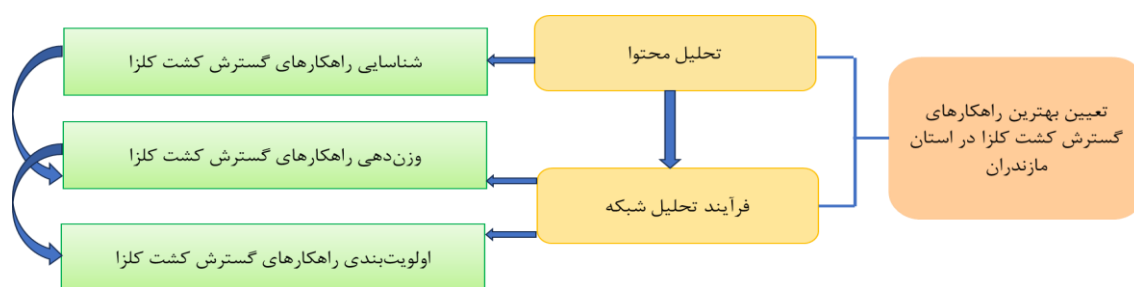 تعیین بهترین راهکارهای
گسترش کشت کلزا در استان
مازندران
تحلیل محتوا
فرآیند تحلیل شبکه
شناسایی راهکارهای گسترش کشت کلزا
وزن‌دهی راهکارهای گسترش کشت کلزا
اولویت‌بندی راهکارهای گسترش کشت کلزا